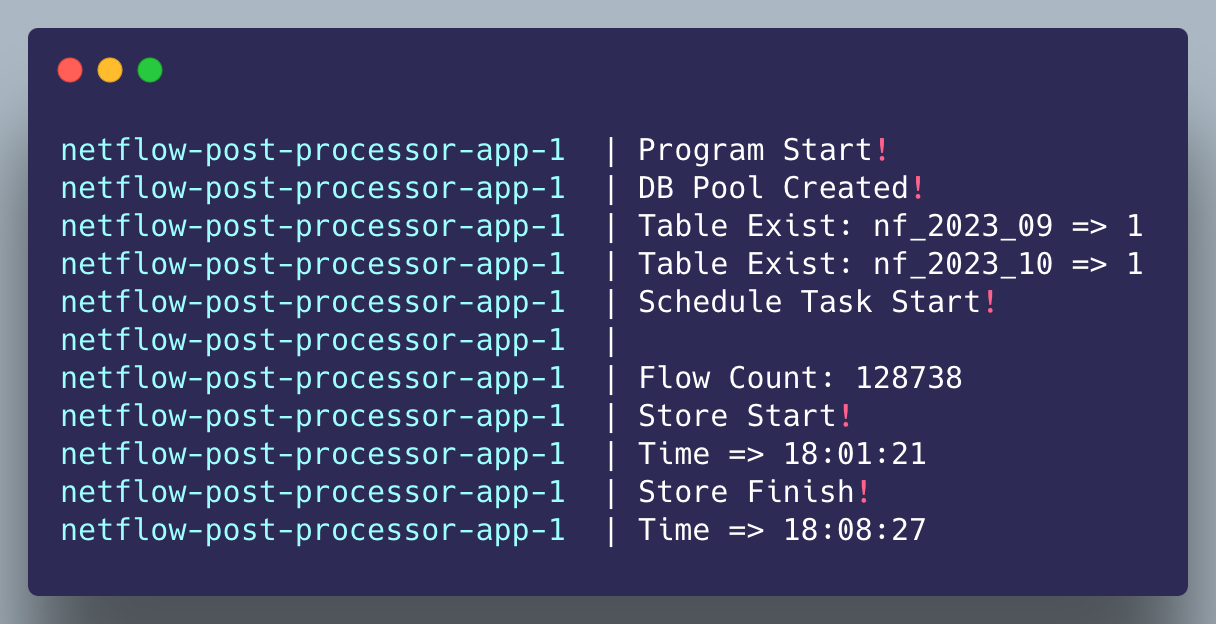 netflow-post-processor-app-1  | Program Start!
netflow-post-processor-app-1  | DB Pool Created!
netflow-post-processor-app-1  | Table Exist: nf_2023_09 => 1
netflow-post-processor-app-1  | Table Exist: nf_2023_10 => 1
netflow-post-processor-app-1  | Schedule Task Start!
netflow-post-processor-app-1  |
netflow-post-processor-app-1  | Flow Count: 128738
netflow-post-processor-app-1  | Store Start!
netflow-post-processor-app-1  | Time => 18:01:21
netflow-post-processor-app-1  | Store Finish!
netflow-post-processor-app-1  | Time => 18:08:27